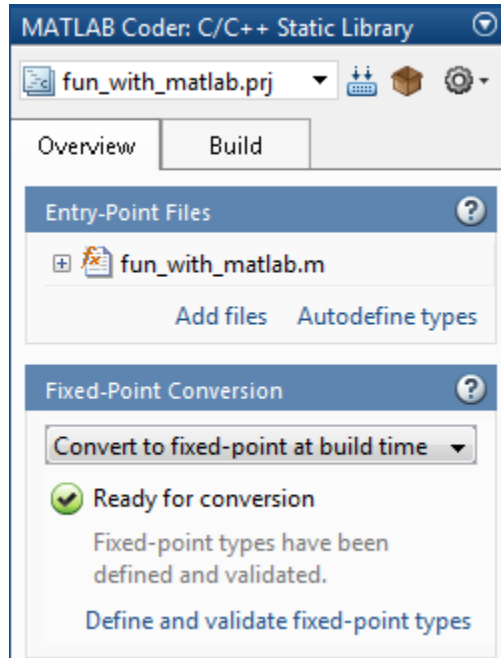 MATLAB Coder: C/C++ Static Library
fun_with_matlab.prj
Overview Build
Entry-Point Files ?
fun_with_matlab.m
Add files Autodefine types
Fixed-Point Conversion ?
Convert to fixed-point at build time
Ready for conversion
Fixed-point types have been
defined and validated.
Define and validate fixed-point types